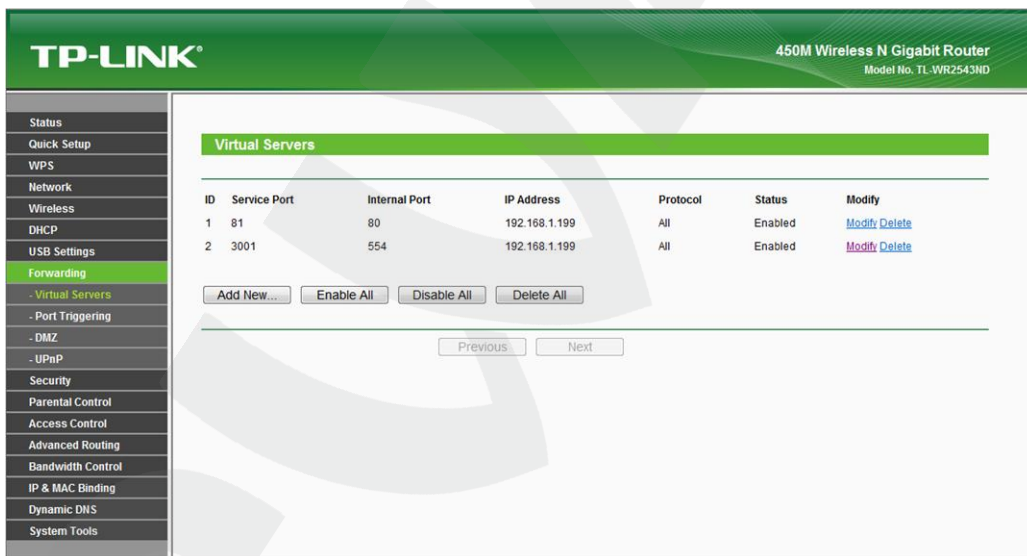 TP-LINK®
450M Wireless N Gigabit Router
Model No. TL-WR2543ND
Status
Quick Setup
WPS
Network
Wireless
DHCP
USB Settings
Forwarding
- Virtual Servers
- Port Triggering
- DMZ
- UPnP
Security
Parental Control
Access Control
Advanced Routing
Bandwidth Control
IP & MAC Binding
Dynamic DNS
System Tools
Virtual Servers
ID Service Port Internal Port IP Address Protocol Status Modify
1 81 80 192.168.1.199 All Enabled Modify Delete
2 3001 554 192.168.1.199 All Enabled Modify Delete
Add New... Enable All Disable All Delete All
Previous Next